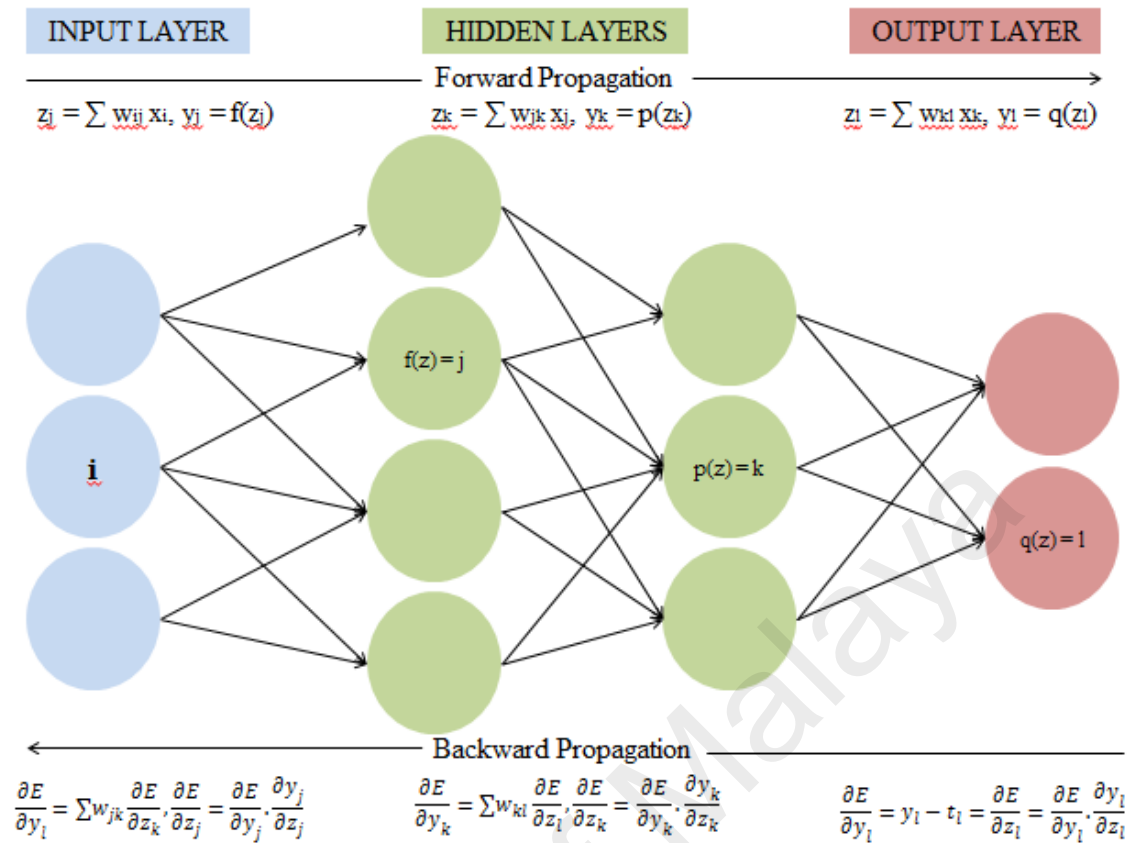 INPUT LAYER HIDDEN LAYERS OUTPUT LAYER
Forward Propagation
zj = ∑ wij xi, yj = f(zj) zk = ∑ wjk xj, yk = p(zk) zl = ∑ wkl xk, yl = q(zl)
f(z) = j
i p(z) = k
q(z) = l
Malaya
Backward Propagation
∂E/∂yl = ∑wjk ∂E/∂zk, ∂E/∂zj = ∂E/∂yj . ∂yj/∂zj ∂E/∂yk = ∑wkl ∂E/∂zl, ∂E/∂zk = ∂E/∂yk . ∂yk/∂zk ∂E/∂yl = yl − tl = ∂E/∂zl = ∂E/∂yl . ∂yl/∂zl